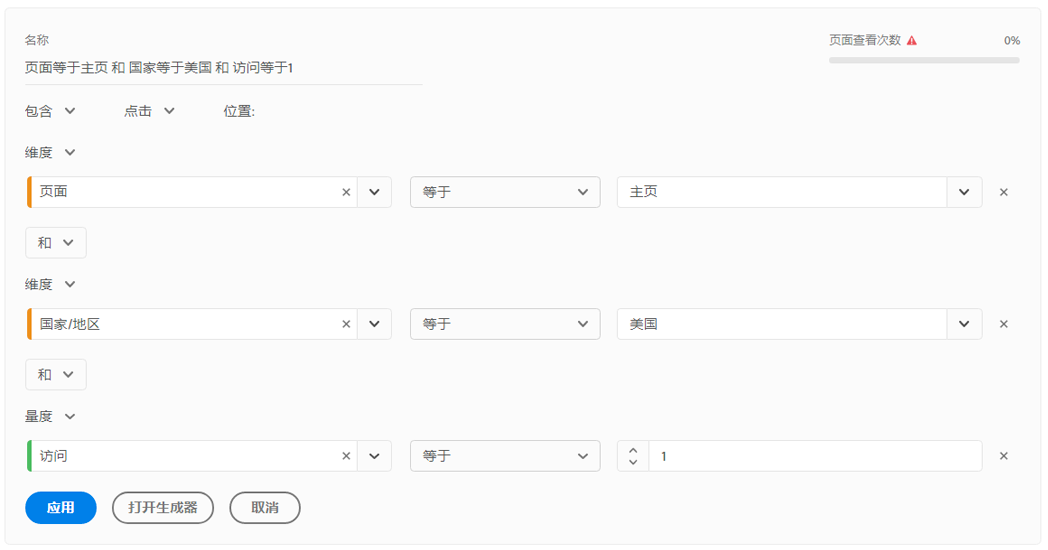 名称
页面查看次数 0%
页面等于主页 和 国家等于美国 和 访问等于1
包含 点击 位置:
维度
页面 等于 主页
和
维度
国家/地区 等于 美国
和
量度
访问 等于 1
应用 打开生成器 取消